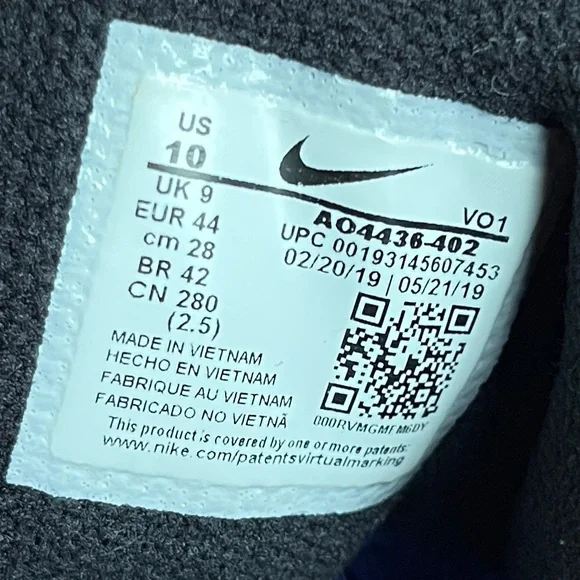 US
10
UK 9
EUR 44
cm 28
BR 42
CN 280
(2.5)
VO1
AO4436-402
UPC 00193145607453
02/20/19 | 05/21/19
000RVMGMFM6DY
MADE IN VIETNAM
HECHO EN VIETNAM
FABRIQUE AU VIETNAM
FABRICADO NO VIETNÃ
This product is covered by one or more patents:
www.nike.com/patentsvirtualmarking